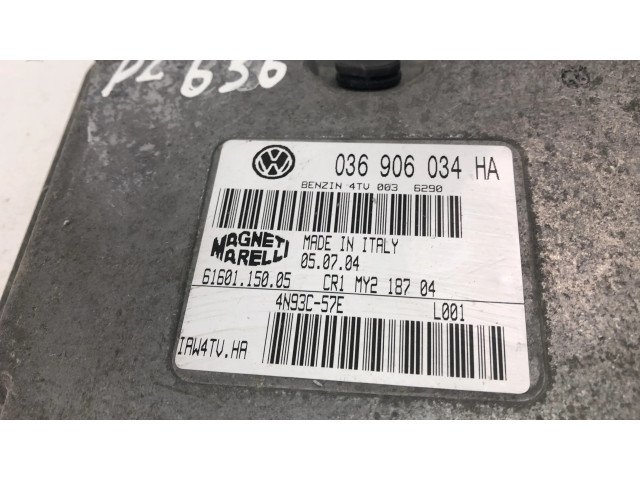 PL 636
036 906 034 HA
BENZIN 4TV 003 6290
MAGNETI MARELLI
MADE IN ITALY
05.07.04
61601.150.05 CR1 MY2 187 04
4N93C-57E L001
IAW4TV.HA